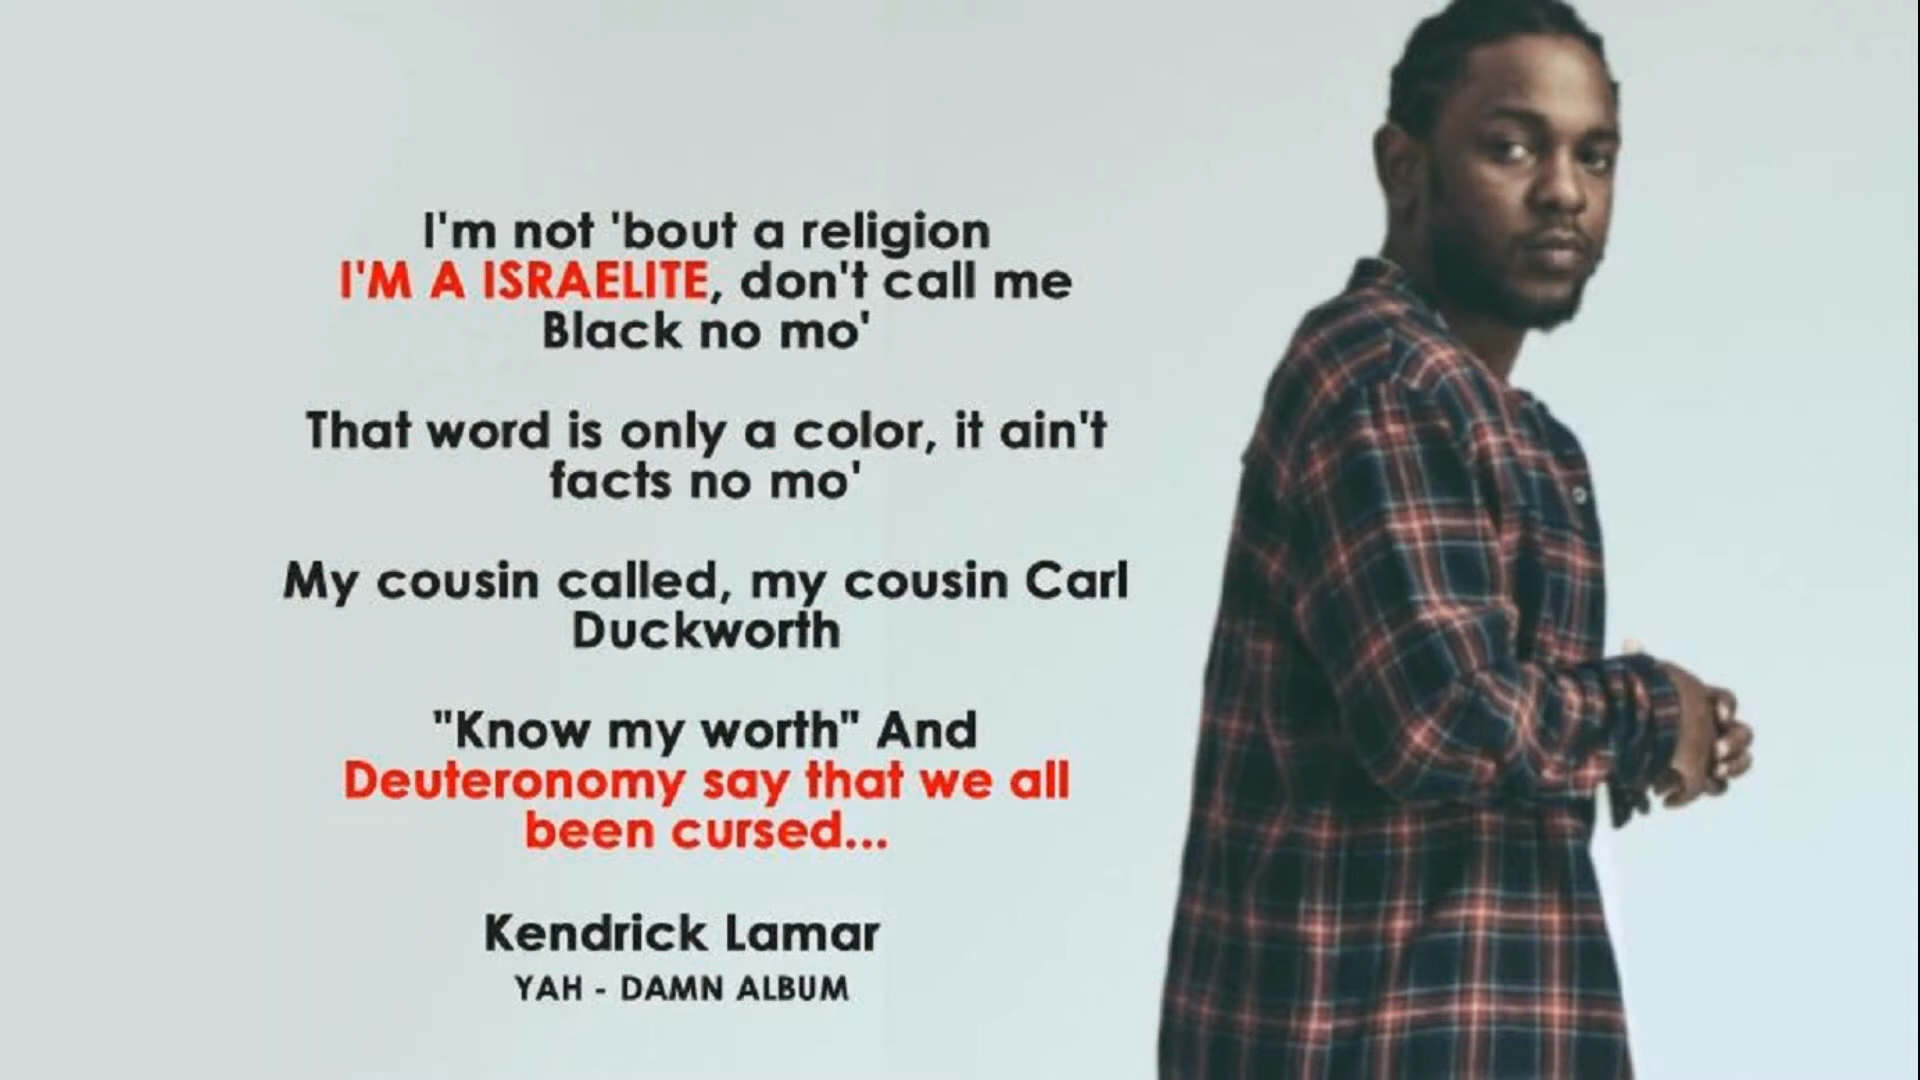 I'm not 'bout a religion
I'M A ISRAELITE, don't call me
Black no mo'
That word is only a color, it ain't
facts no mo'
My cousin called, my cousin Carl
Duckworth
"Know my worth" And
Deuteronomy say that we all
been cursed...
Kendrick Lamar
YAH - DAMN ALBUM